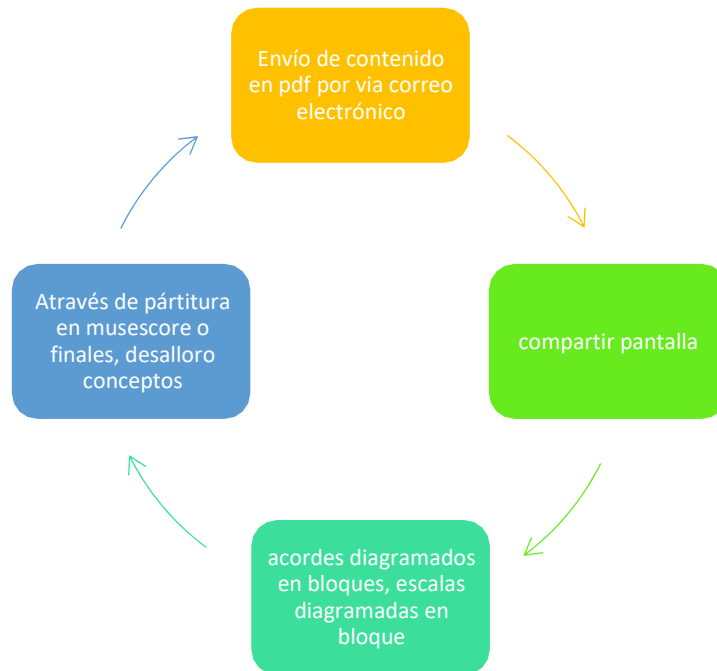 Envío de contenido
en pdf por via correo
electrónico
compartir pantalla
acordes diagramados
en bloques, escalas
diagramadas en
bloque
Através de pártitura
en musescore o
finales, desalloro
conceptos